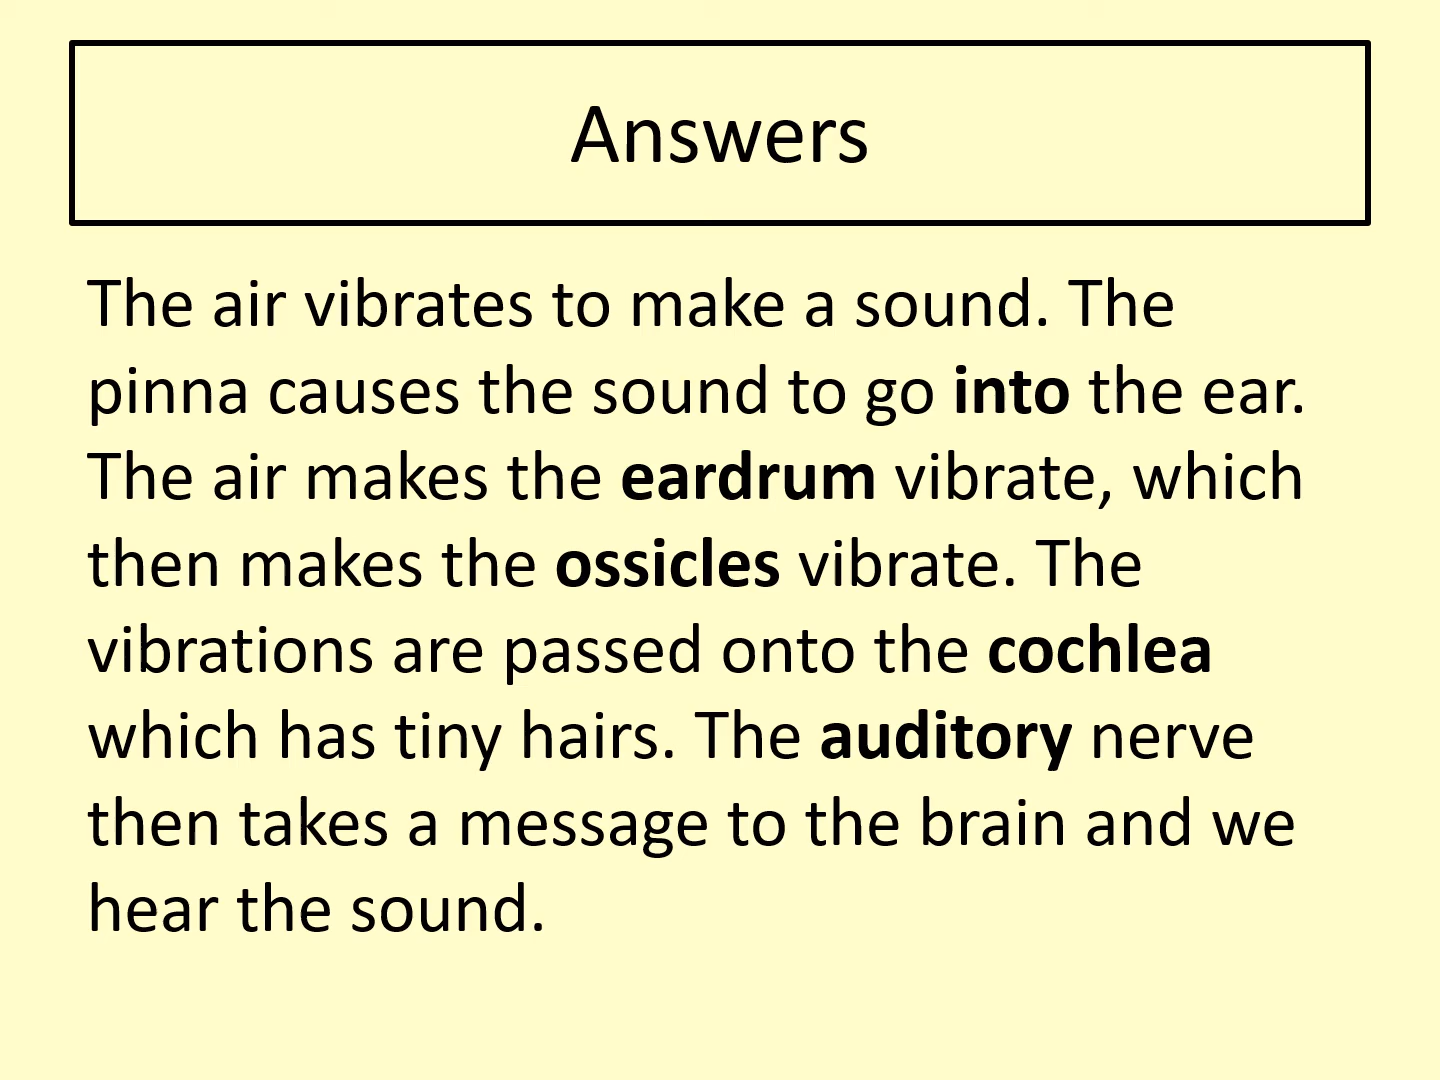 Answers
The air vibrates to make a sound. The
pinna causes the sound to go into the ear.
The air makes the eardrum vibrate, which
then makes the ossicles vibrate. The
vibrations are passed onto the cochlea
which has tiny hairs. The auditory nerve
then takes a message to the brain and we
hear the sound.